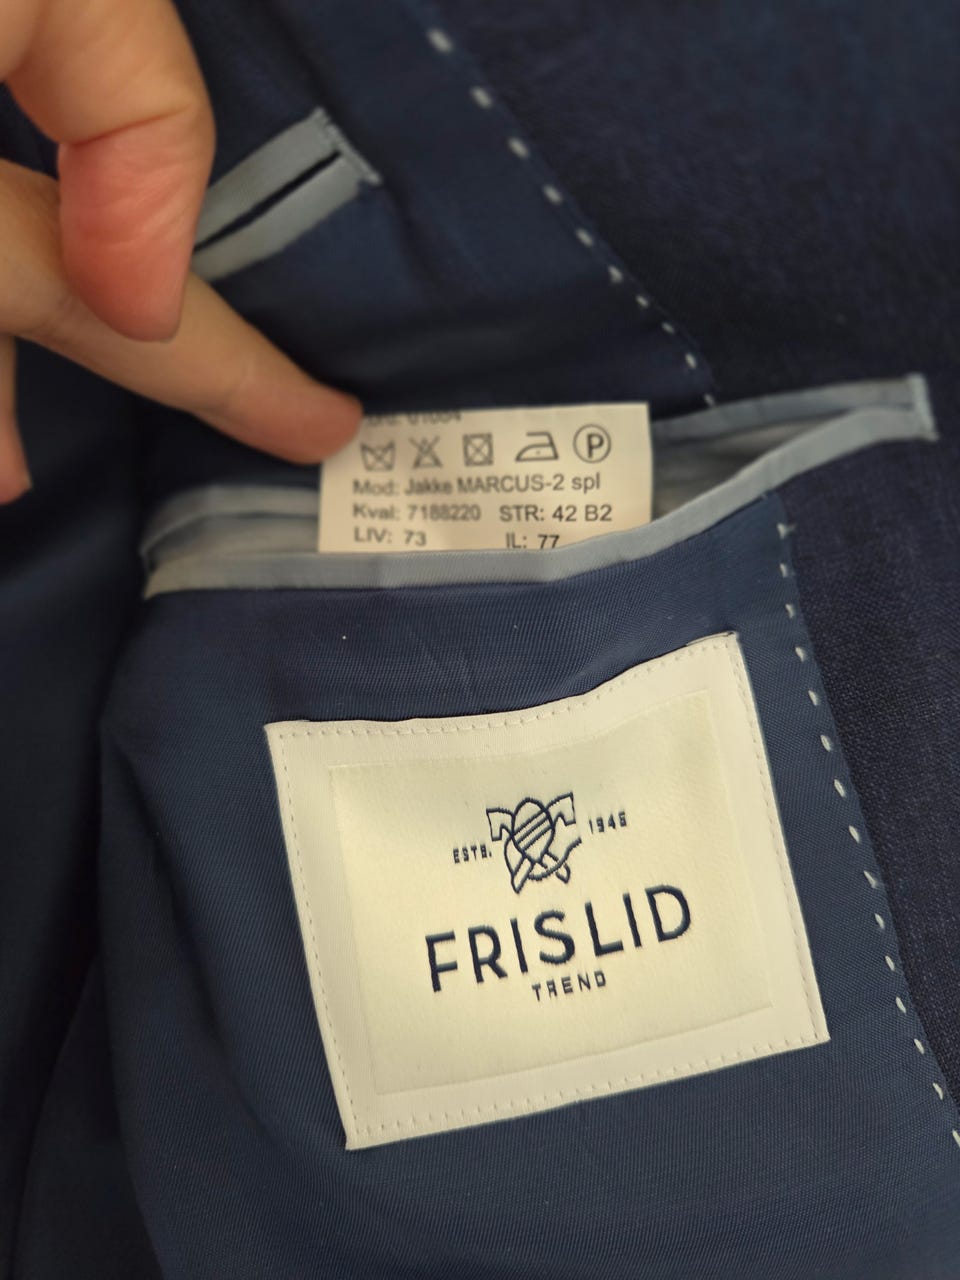 Mod: Jakke MARCUS-2 spl
Kval: 7188220 STR: 42 B2
LIV: 73 IL: 77
ESTB. 1946
FRISLID
TREND